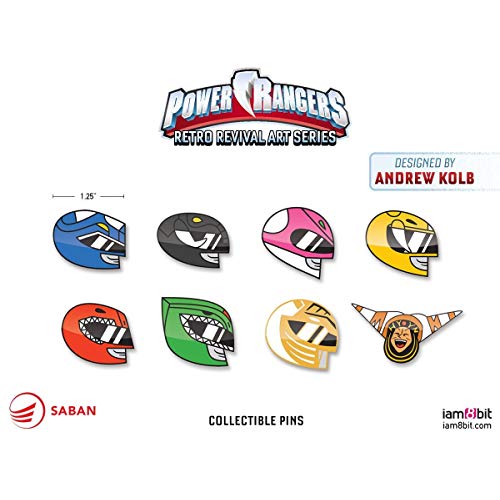 POWER RANGERS
RETRO REVIVAL ART SERIES
DESIGNED BY
ANDREW KOLB
1.25"
SABAN
COLLECTIBLE PINS
iam8bit
iam8bit.com